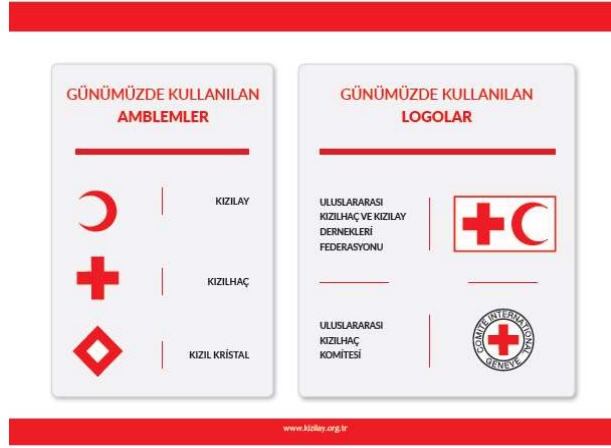 GÜNÜMÜZDE KULLANILAN
AMBLEMLER
KIZILAY
KIZILHAÇ
KIZIL KRİSTAL
GÜNÜMÜZDE KULLANILAN
LOGOLAR
ULUSLARARASI
KIZILHAÇ VE KIZILAY
DERNEKLERİ
FEDERASYONU
ULUSLARARASI
KIZILHAÇ
KOMİTESİ
COMITE INTERNATIONAL
GENEVE
www.kizilay.org.tr